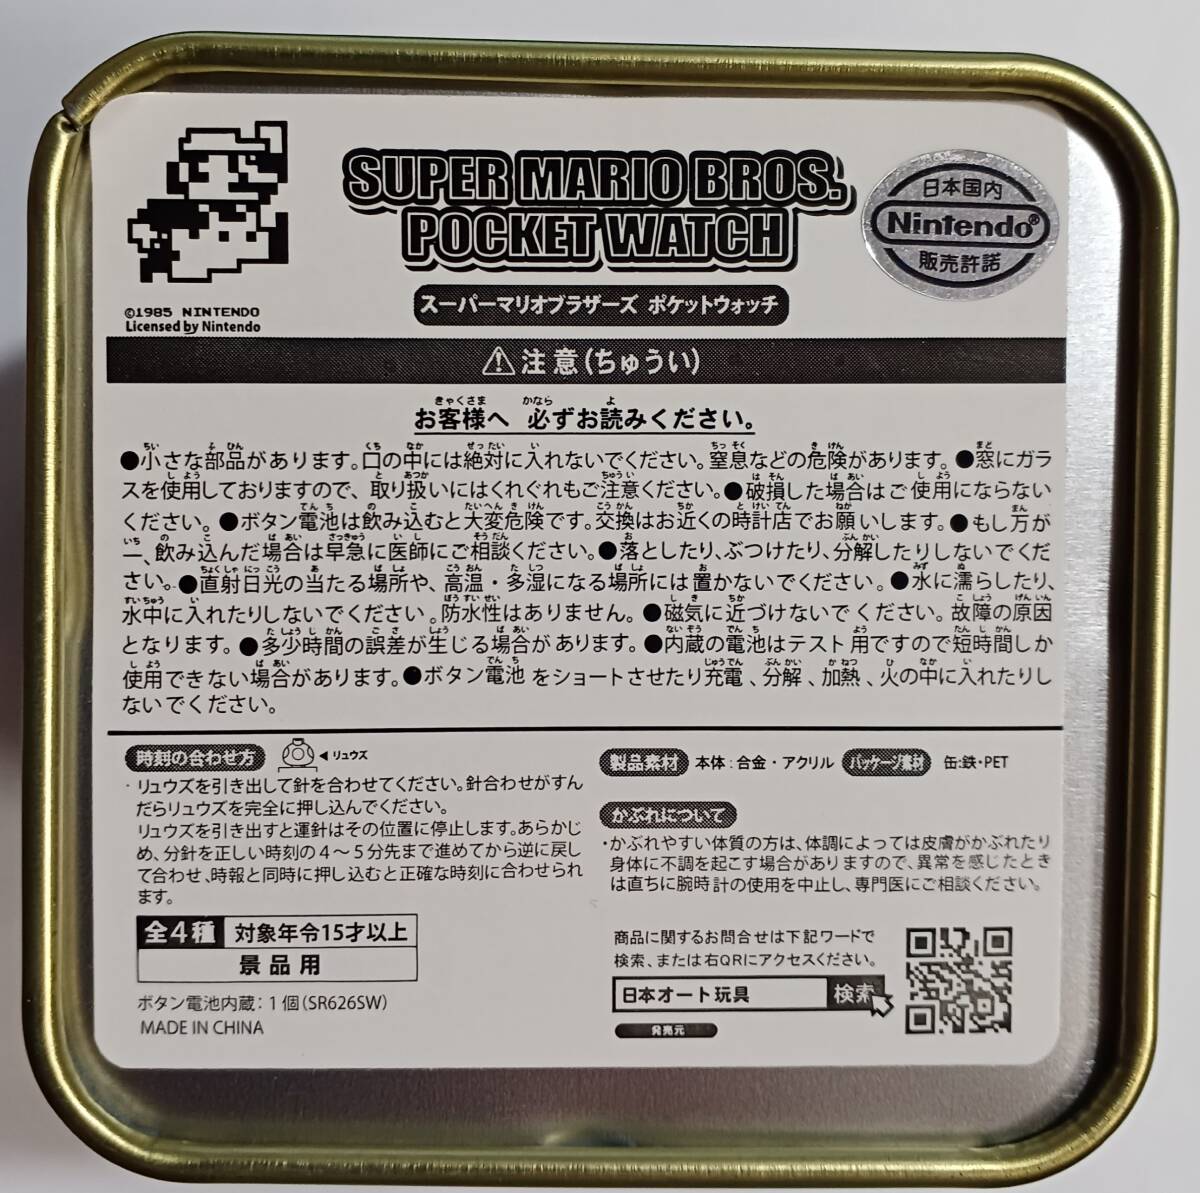 SUPER MARIO BROS.
POCKET WATCH
スーパーマリオブラザーズ ポケットウォッチ
日本国内
Nintendo®
販売許諾
©1985 NINTENDO
Licensed by Nintendo
⚠注意(ちゅうい)
お客様へ 必ずお読みください。
●小さな部品があります。口の中には絶対に入れないでください。窒息などの危険があります。●窓にガラ
スを使用しておりますので、取り扱いにはくれぐれもご注意ください。●破損した場合はご使用にならない
ください。●ボタン電池は飲み込むと大変危険です。交換はお近くの時計店でお願いします。●もし万が
一、飲み込んだ場合は早急に医師にご相談ください。●落としたり、ぶつけたり、分解したりしないでくだ
さい。●直射日光の当たる場所や、高温・多湿になる場所には置かないでください。●水に濡らしたり、
水中に入れたりしないでください。防水性はありません。●磁気に近づけないでください。故障の原因
となります。●多少時間の誤差が生じる場合があります。●内蔵の電池はテスト用ですので短時間しか
使用できない場合があります。●ボタン電池をショートさせたり充電、分解、加熱、火の中に入れたりし
ないでください。
時刻の合わせ方 ◀リュウズ
・リュウズを引き出して針を合わせてください。針合わせがすん
だらリュウズを完全に押し込んでください。
リュウズを引き出すと運針はその位置に停止します。あらかじ
め、分針を正しい時刻の4～5分先まで進めてから逆に戻し
て合わせ、時報と同時に押し込むと正確な時刻に合わせられ
ます。
全4種 対象年令15才以上
景品用
ボタン電池内蔵:1個(SR626SW)
MADE IN CHINA
製品素材 本体:合金・アクリル パッケージ素材 缶:鉄・PET
かぶれについて
・かぶれやすい体質の方は、体調によっては皮膚がかぶれたり
身体に不調を起こす場合がありますので、異常を感じたとき
は直ちに腕時計の使用を中止し、専門医にご相談ください。
商品に関するお問合せは下記ワードで
検索、または右QRにアクセスください。
日本オート玩具 検索
発売元